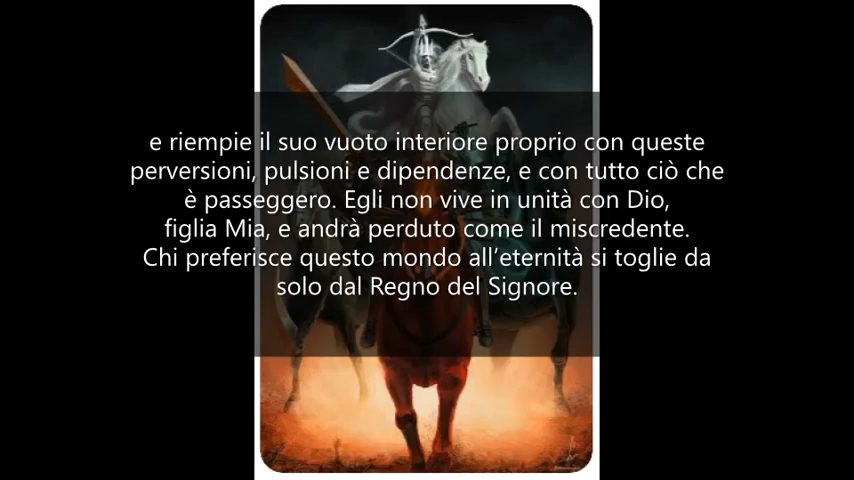 e riempie il suo vuoto interiore proprio con queste
perversioni, pulsioni e dipendenze, e con tutto ciò che
è passeggero. Egli non vive in unità con Dio,
figlia Mia, e andrà perduto come il miscredente.
Chi preferisce questo mondo all’eternità si toglie da
solo dal Regno del Signore.